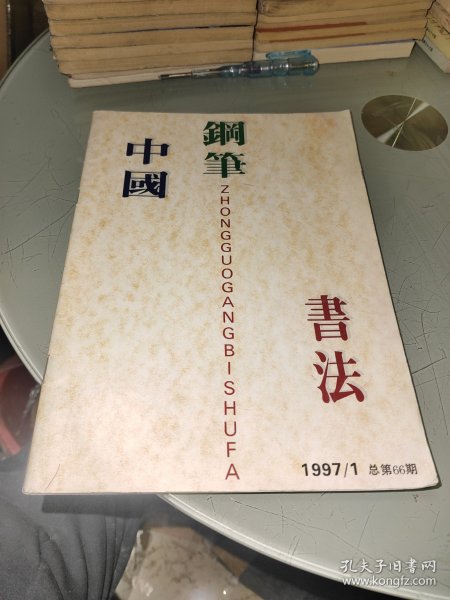 中國
鋼筆
ZHONGGUOGANGBISHUFA
書法
1997/1 总第66期
孔夫子旧书网
www.kongfz.com